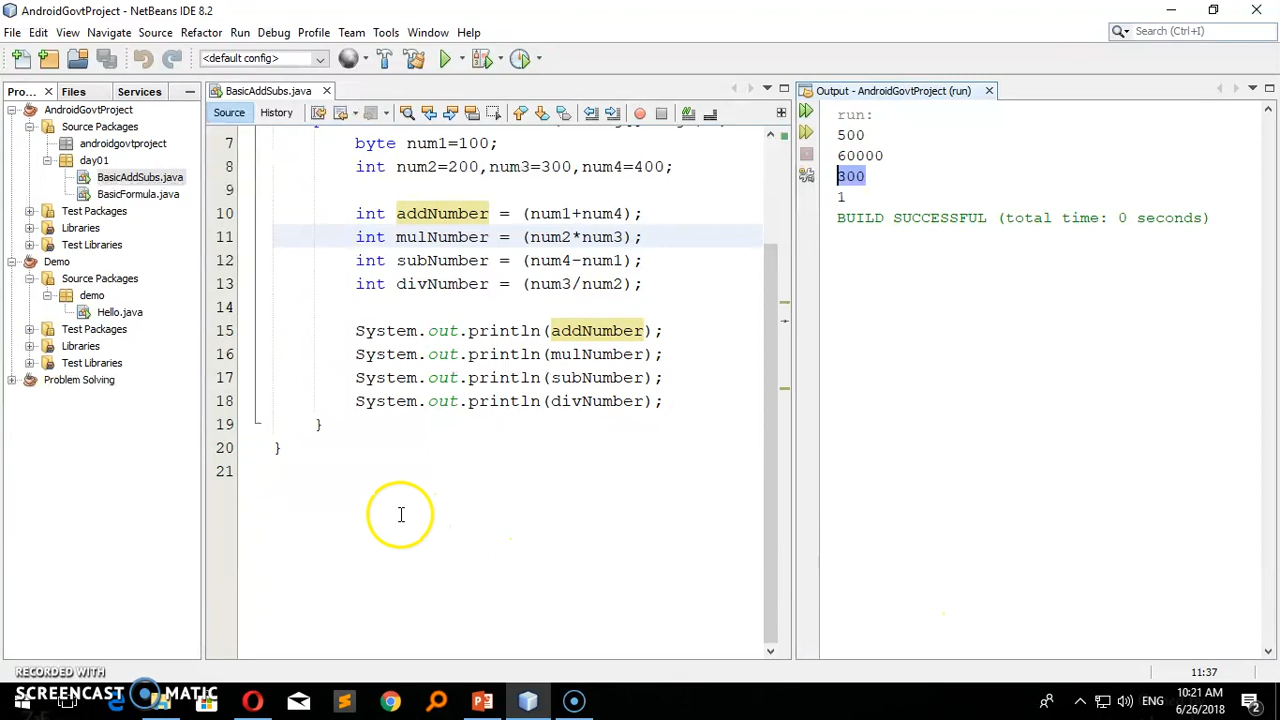 AndroidGovtProject - NetBeans IDE 8.2
File Edit View Navigate Source Refactor Run Debug Profile Team Tools Window Help
Search (Ctrl+I)
<default config>
Pro... Files Services
AndroidGovtProject
Source Packages
androidgovtproject
day01
BasicAddSubs.java
BasicFormula.java
Test Packages
Libraries
Test Libraries
Demo
Source Packages
demo
Hello.java
Test Packages
Libraries
Test Libraries
Problem Solving
BasicAddSubs.java
Source History
7 byte num1=100;
8 int num2=200,num3=300,num4=400;
9
10 int addNumber = (num1+num4);
11 int mulNumber = (num2*num3);
12 int subNumber = (num4-num1);
13 int divNumber = (num3/num2);
14
15 System.out.println(addNumber);
16 System.out.println(mulNumber);
17 System.out.println(subNumber);
18 System.out.println(divNumber);
19 }
20 }
21
Output - AndroidGovtProject (run)
run:
500
60000
300
1
BUILD SUCCESSFUL (total time: 0 seconds)
11:37
RECORDED WITH
SCREENCAST MATIC
ENG
10:21 AM
6/26/2018
2